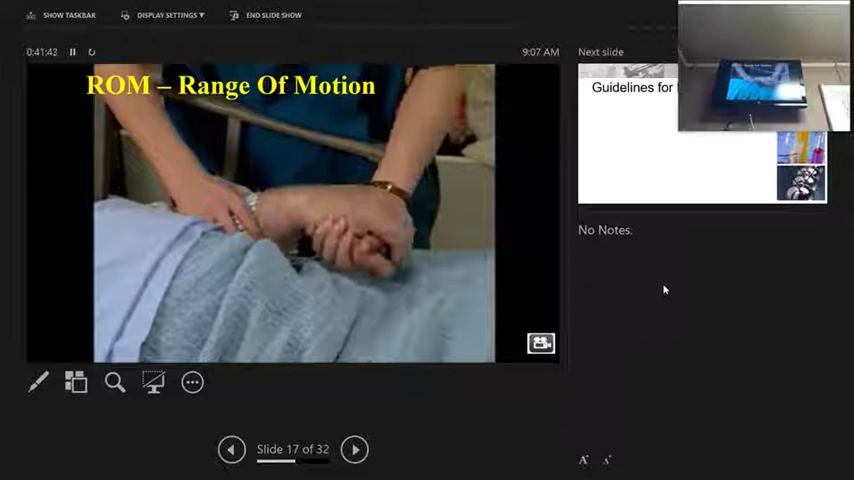 SHOW TASKBAR
DISPLAY SETTINGS ▼
END SLIDE SHOW
0:41:43
9:07 AM
Next slide
ROM – Range Of Motion
Guidelines for
No Notes.
Slide 17 of 32
A A